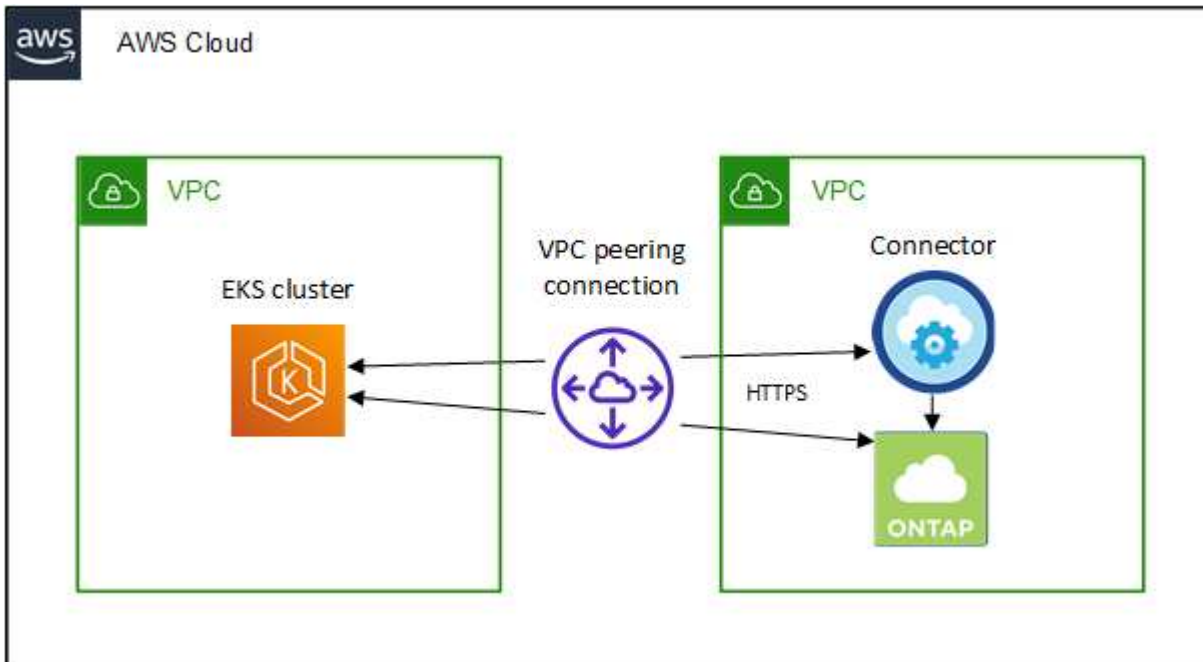 aws
AWS Cloud
VPC
VPC
EKS cluster
VPC peering
connection
Connector
K
HTTPS
ONTAP